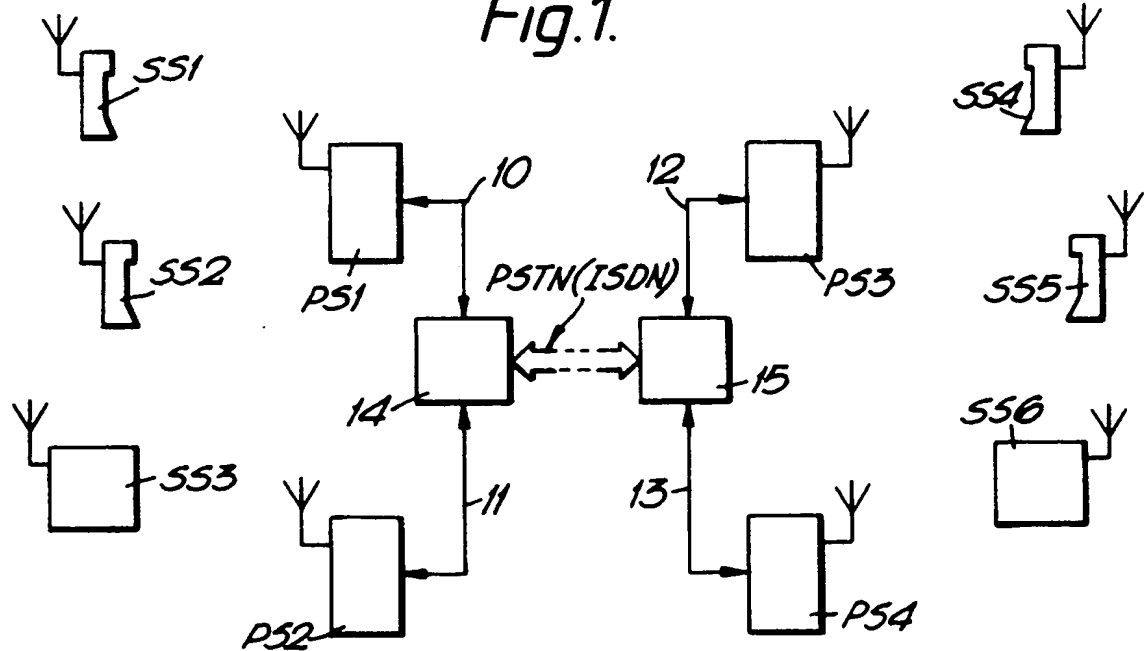 Fig.1.
SS1
SS4
10
12
PS1
PS3
SS2
PSTN(ISDN)
SS5
14
15
SS3
SS6
11
13
PS2
PS4